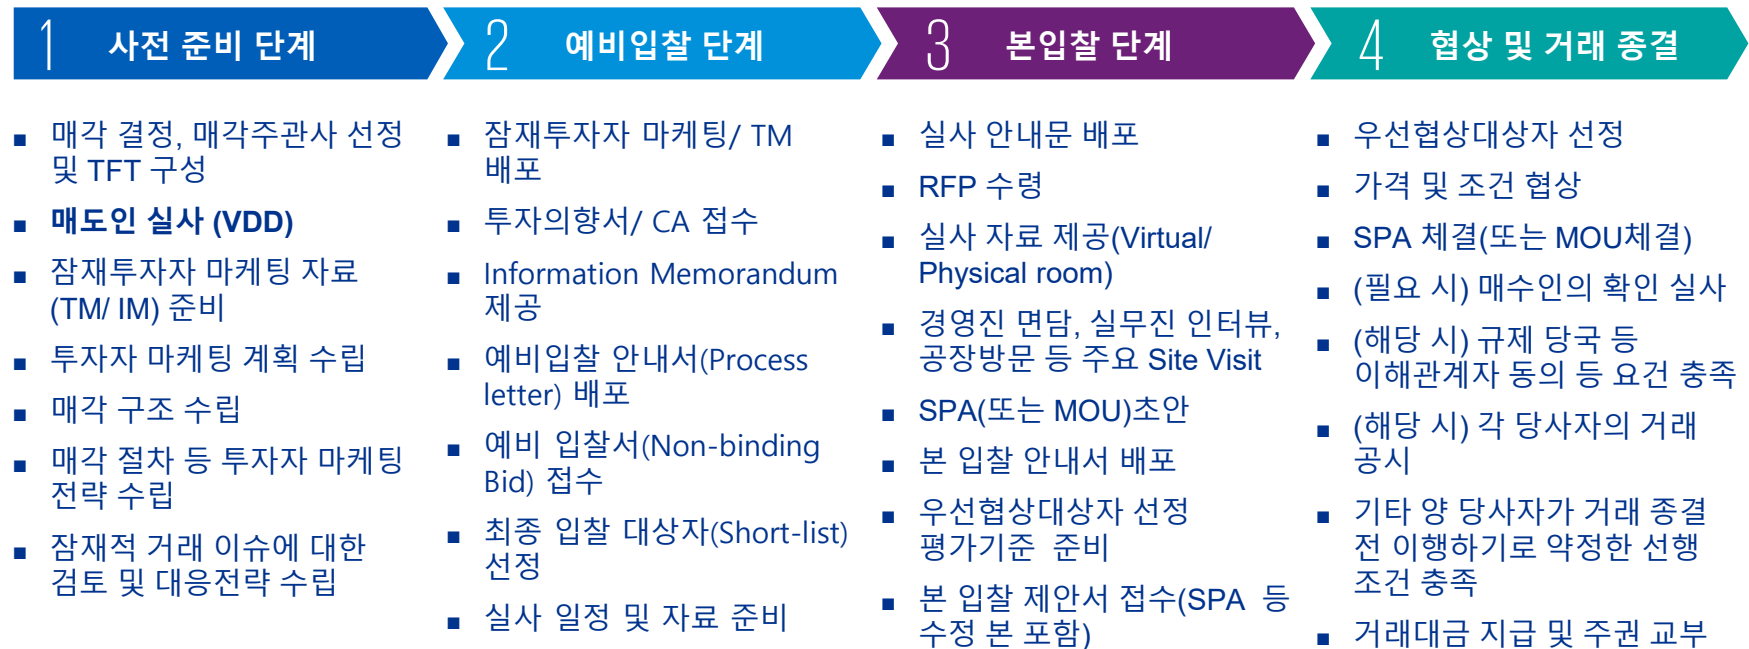 1 사전 준비 단계
■ 매각 결정, 매각주관사 선정
및 TFT 구성
■ 매도인 실사 (VDD)
■ 잠재투자자 마케팅 자료
(TM/ IM) 준비
■ 투자자 마케팅 계획 수립
■ 매각 구조 수립
■ 매각 절차 등 투자자 마케팅
전략 수립
■ 잠재적 거래 이슈에 대한
검토 및 대응전략 수립
2 예비입찰 단계
■ 잠재투자자 마케팅/ TM
배포
■ 투자의향서/ CA 접수
■ Information Memorandum
제공
■ 예비입찰 안내서(Process
letter) 배포
■ 예비 입찰서(Non-binding
Bid) 접수
■ 최종 입찰 대상자(Short-list)
선정
■ 실사 일정 및 자료 준비
3 본입찰 단계
■ 실사 안내문 배포
■ RFP 수령
■ 실사 자료 제공(Virtual/
Physical room)
■ 경영진 면담, 실무진 인터뷰,
공장방문 등 주요 Site Visit
■ SPA(또는 MOU)초안
■ 본 입찰 안내서 배포
■ 우선협상대상자 선정
평가기준 준비
■ 본 입찰 제안서 접수(SPA 등
수정 본 포함)
4 협상 및 거래 종결
■ 우선협상대상자 선정
■ 가격 및 조건 협상
■ SPA 체결(또는 MOU체결)
■ (필요 시) 매수인의 확인 실사
■ (해당 시) 규제 당국 등
이해관계자 동의 등 요건 충족
■ (해당 시) 각 당사자의 거래
공시
■ 기타 양 당사자가 거래 종결
전 이행하기로 약정한 선행
조건 충족
■ 거래대금 지급 및 주권 교부